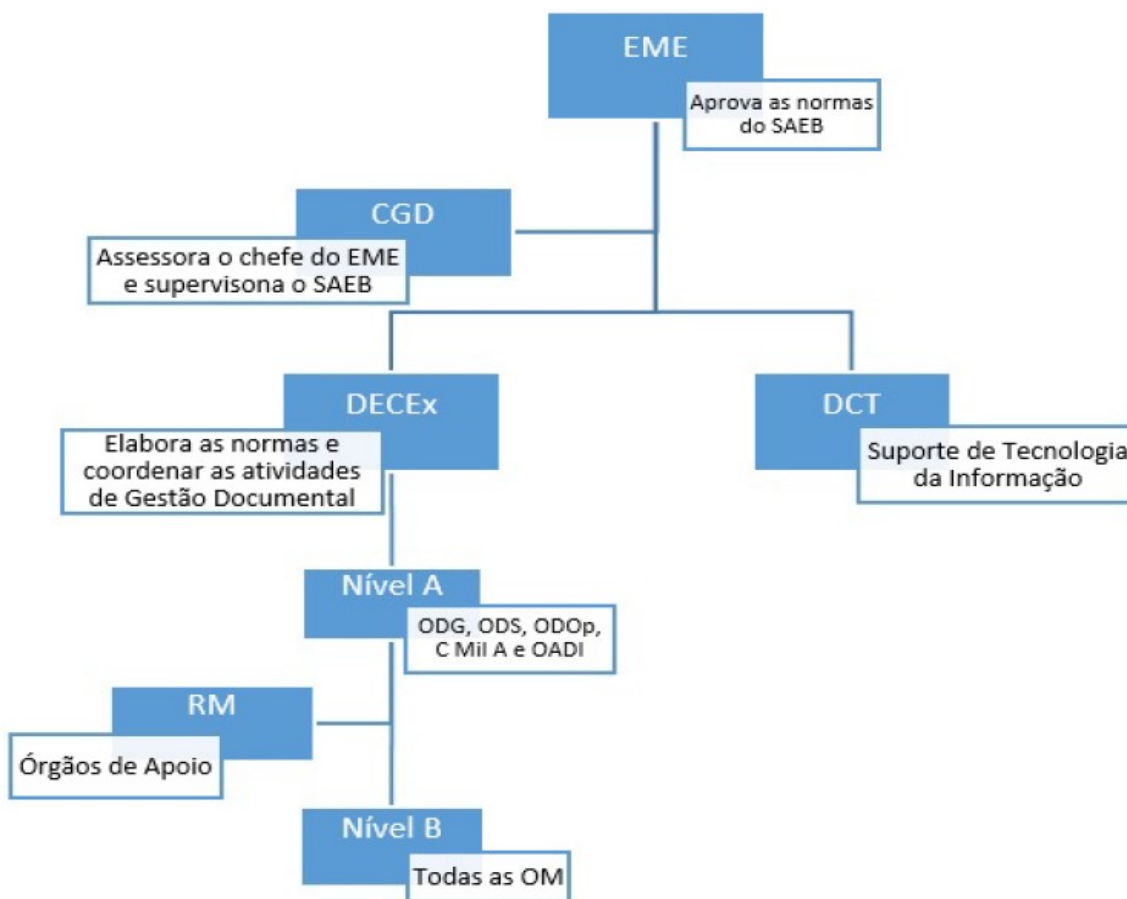 EME
Aprova as normas
do SAEB
CGD
Assessora o chefe do EME
e supervisona o SAEB
DECEx
Elabora as normas e
coordenar as atividades
de Gestão Documental
DCT
Suporte de Tecnologia
da Informação
Nível A
ODG, ODS, ODOp,
C Mil A e OADI
RM
Órgãos de Apoio
Nível B
Todas as OM